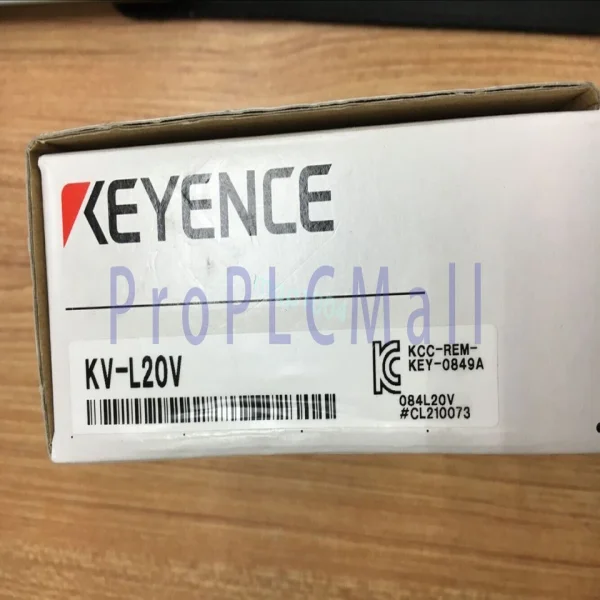 KEYENCE
ProPLCMall
KV-L20V
KCC-REM-
KEY-0849A
084L20V
#CL210073